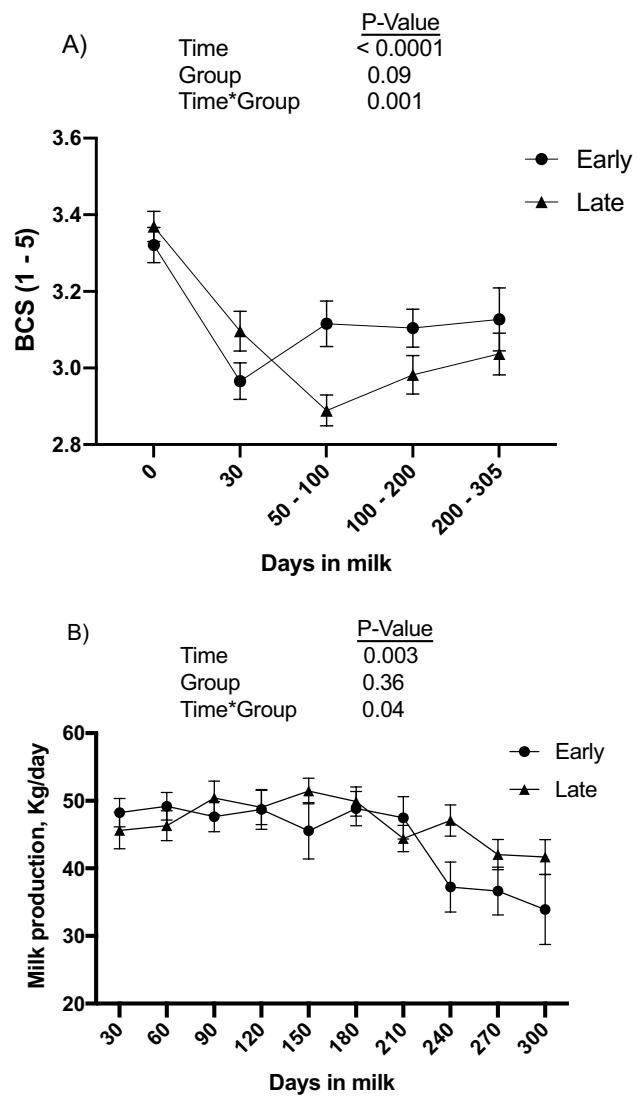 A)
P-Value
Time < 0.0001
Group 0.09
Time*Group 0.001
3.6
3.4
3.2
3.0
2.8
BCS (1 - 5)
Early
Late
0
30
50 - 100
100 - 200
200 - 305
Days in milk
B)
P-Value
Time 0.003
Group 0.36
Time*Group 0.04
60
50
40
30
20
Milk production, Kg/day
Early
Late
30
60
90
120
150
180
210
240
270
300
Days in milk